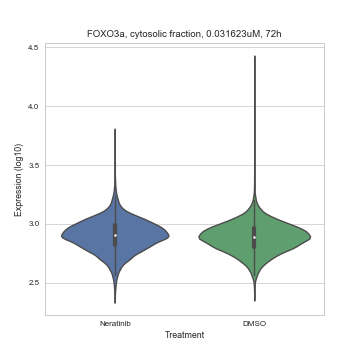 FOXO3a, cytosolic fraction, 0.031623uM, 72h
4.5
4.0
3.5
3.0
2.5
Expression (log10)
Neratinib DMSO
Treatment